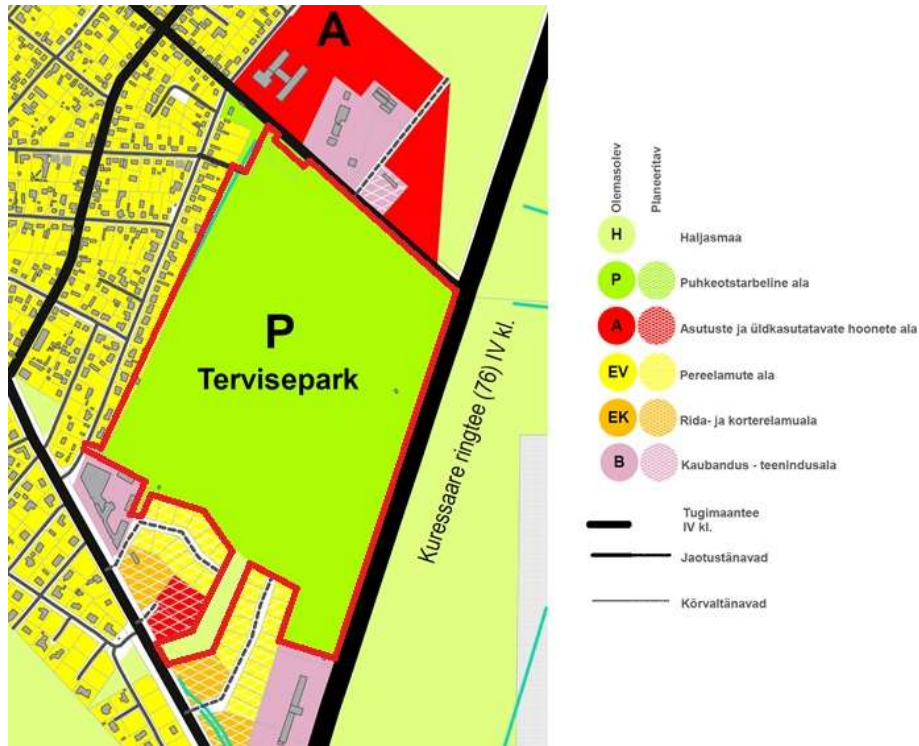 A
P
Tervisepark
Kuressaare ringtee (76) IV kl.
Olemasolev
Planeeritav
H Haljasmaa
P Puhkeotstarbeline ala
A Asutuste ja üldkasutatavate hoonete ala
EV Pereelamute ala
EK Rida- ja korterelamuala
B Kaubandus - teenindusala
Tugimaantee
IV kl.
Jaotustänavad
Kõrvaltänavad